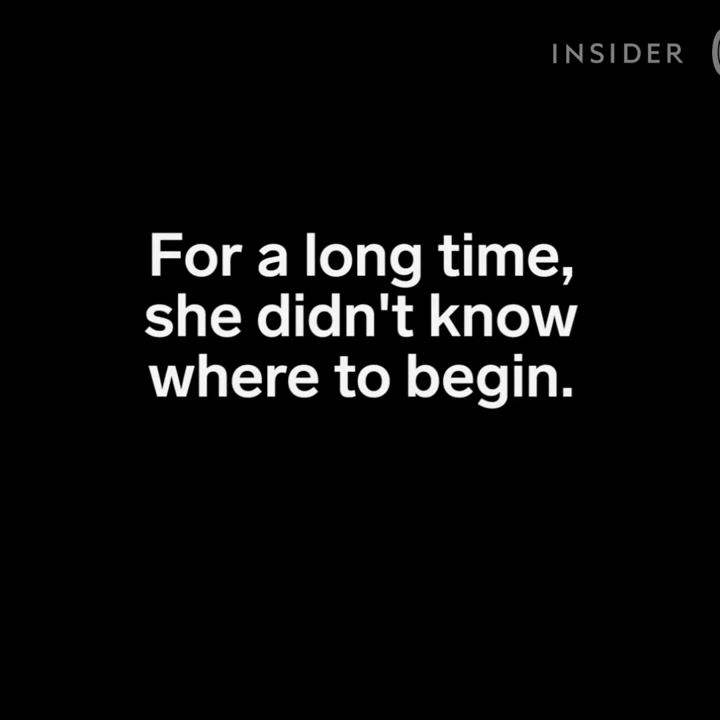 INSIDER
For a long time,
she didn't know
where to begin.